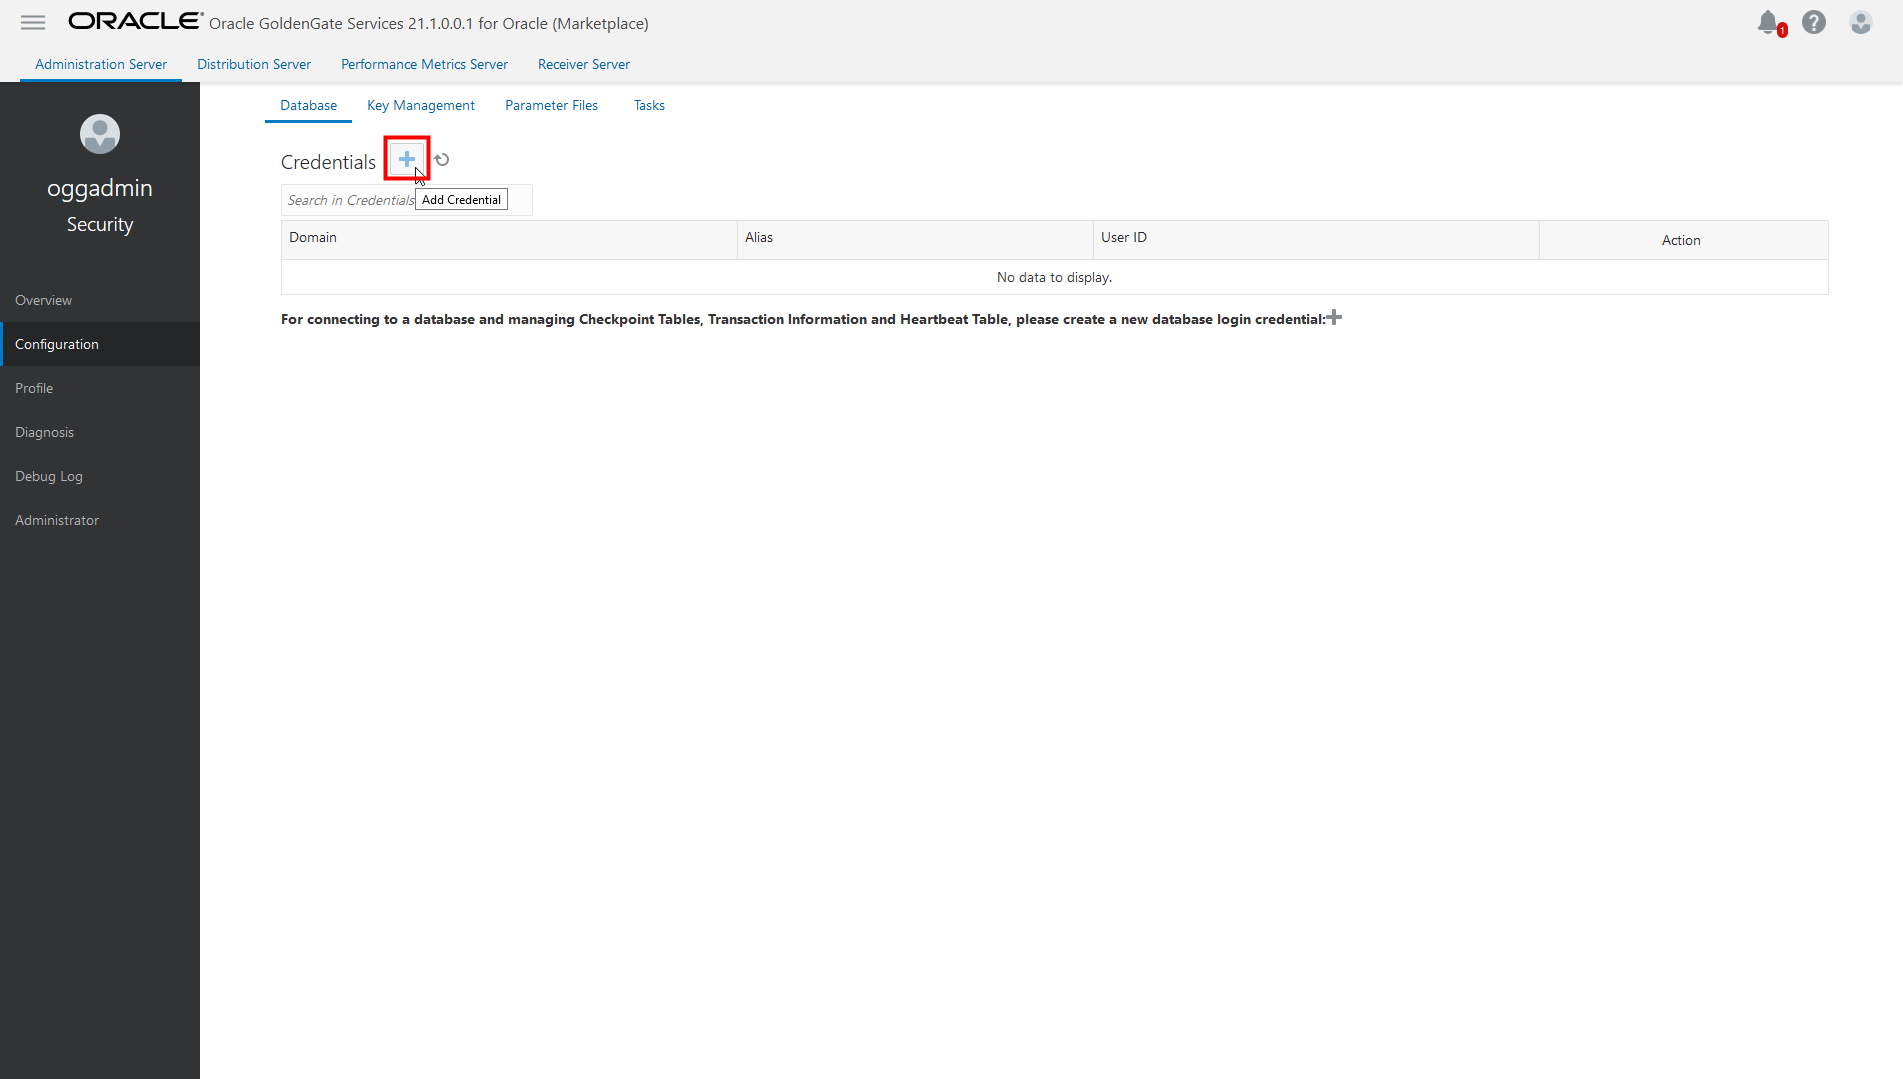 ORACLE Oracle GoldenGate Services 21.1.0.0.1 for Oracle (Marketplace)
1
?
Administration Server Distribution Server Performance Metrics Server Receiver Server
oggadmin
Security
Overview
Configuration
Profile
Diagnosis
Debug Log
Administrator
Database Key Management Parameter Files Tasks
Credentials
Search in Credentials
Add Credential
Domain Alias User ID Action
No data to display.
For connecting to a database and managing Checkpoint Tables, Transaction Information and Heartbeat Table, please create a new database login credential: